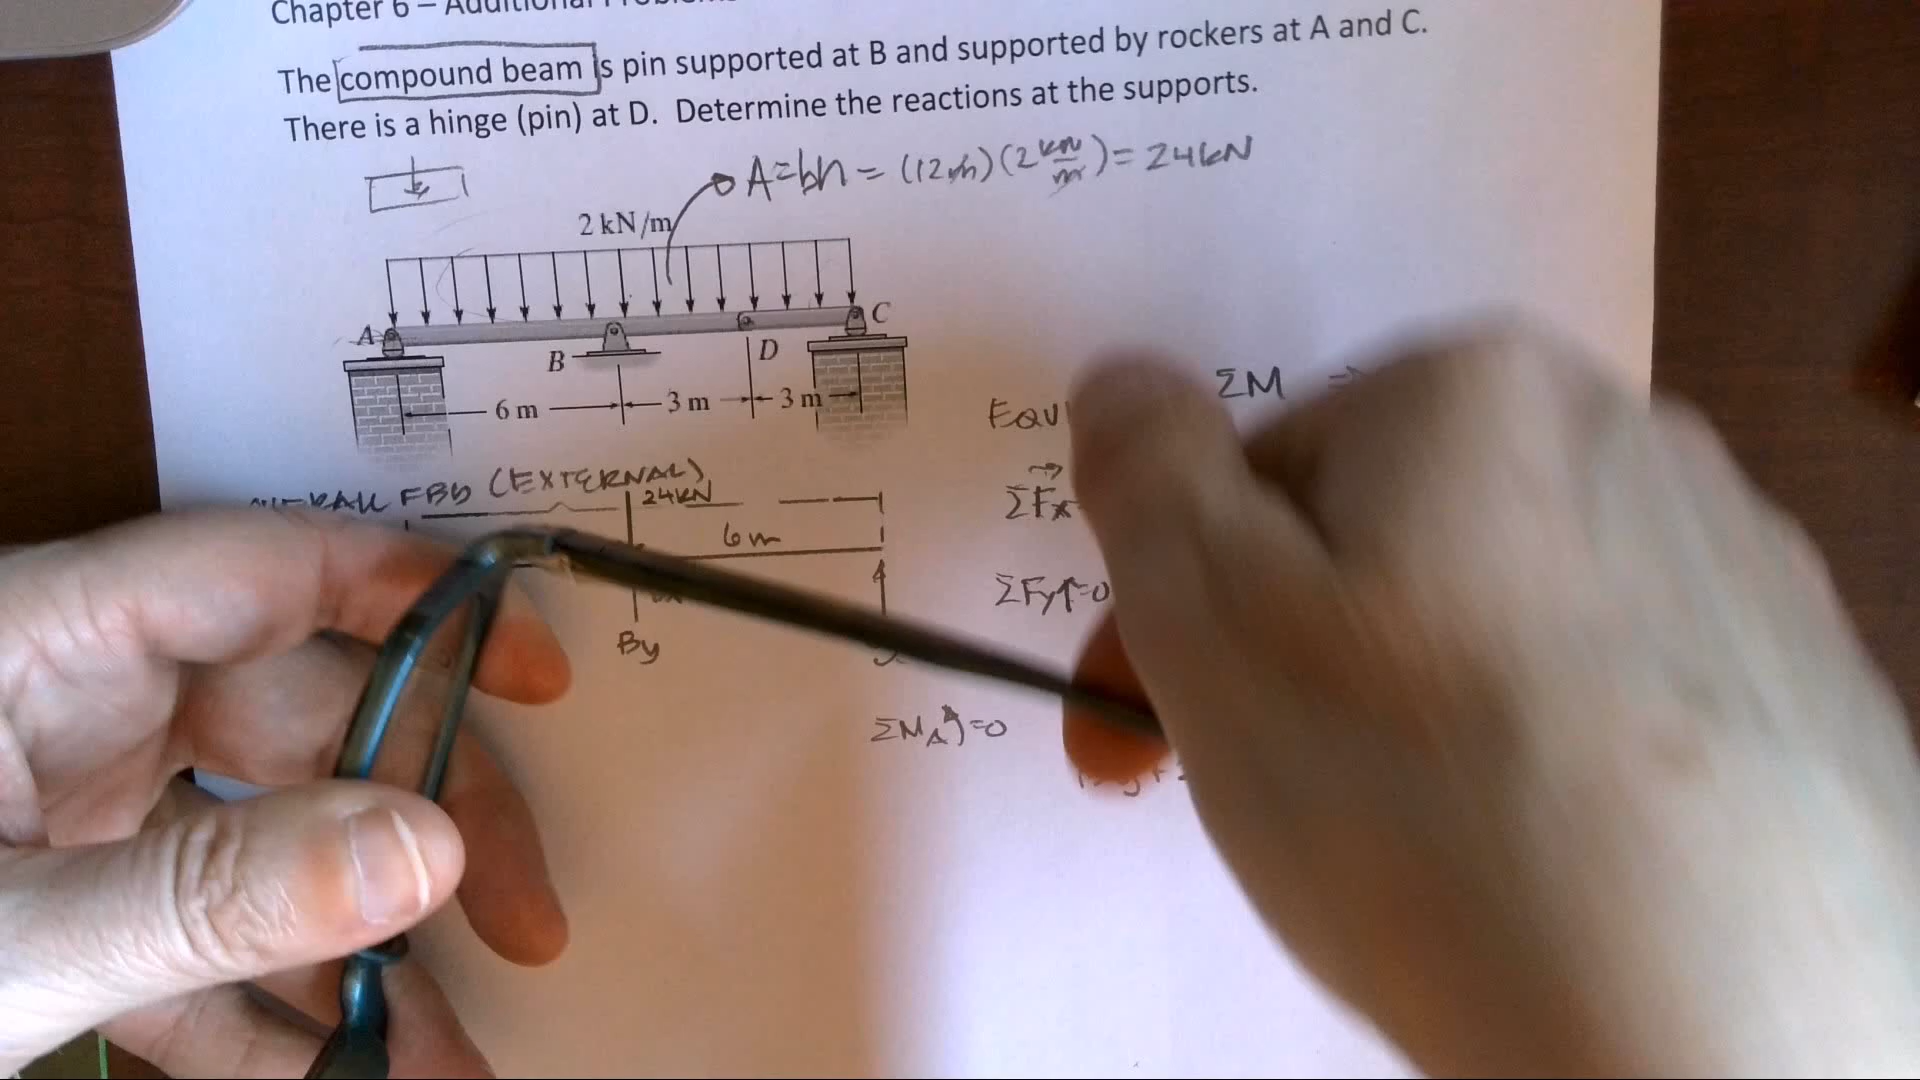 Chapter 6 – Additional
The compound beam is pin supported at B and supported by rockers at A and C.
There is a hinge (pin) at D. Determine the reactions at the supports.
A=bh = (12m)(2 kN/m) = 24kN
2 kN/m
A
B
D
C
6 m
3 m
3 m
FBD (EXTERNAL)
24kN
6m
By
ΣM
ΣFx
ΣFy↑=0
ΣMA=0